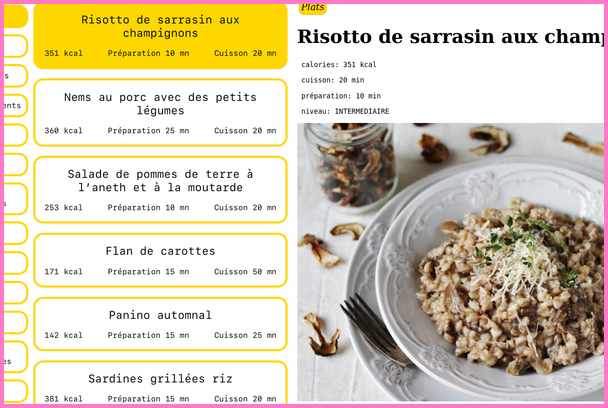 s
ents
s
es
Risotto de sarrasin aux
champignons
351 kcal Préparation 10 mn Cuisson 20 mn
Nems au porc avec des petits
légumes
360 kcal Préparation 25 mn Cuisson 20 mn
Salade de pommes de terre à
l’aneth et à la moutarde
253 kcal Préparation 10 mn Cuisson 20 mn
Flan de carottes
171 kcal Préparation 15 mn Cuisson 50 mn
Panino automnal
142 kcal Préparation 15 mn Cuisson 25 mn
Sardines grillées riz
381 kcal Préparation 15 mn Cuisson 20 mn
Plats
Risotto de sarrasin aux champ
calories: 351 kcal
cuisson: 20 min
préparation: 10 min
niveau: INTERMEDIAIRE